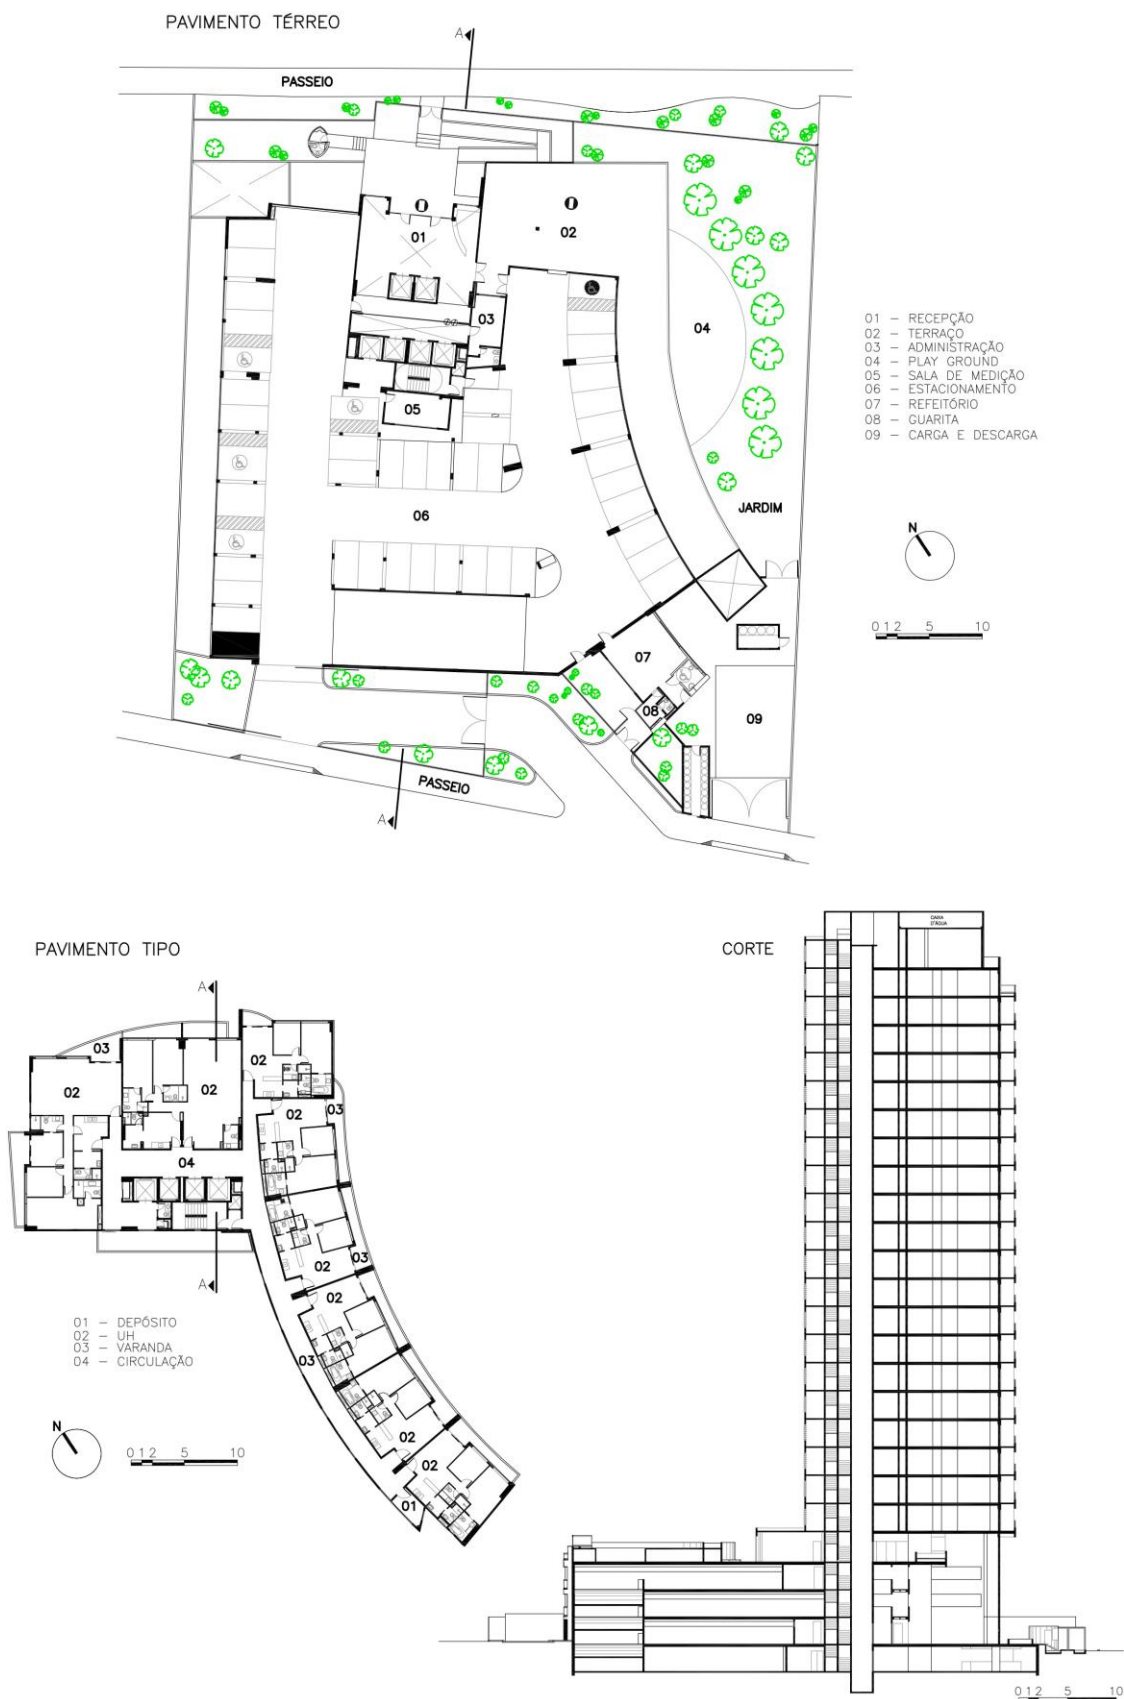 PAVIMENTO TÉRREO
A
PASSEIO
01
02
03
04
05
06
07
08
09
JARDIM
PASSEIO
A
01 – RECEPÇÃO
02 – TERRAÇO
03 – ADMINISTRAÇÃO
04 – PLAY GROUND
05 – SALA DE MEDIÇÃO
06 – ESTACIONAMENTO
07 – REFEITÓRIO
08 – GUARITA
09 – CARGA E DESCARGA
N
0 1 2 5 10
PAVIMENTO TIPO
A
03
02
02
02
02
03
04
02
03
02
03
02
02
01
A
01 – DEPÓSITO
02 – UH
03 – VARANDA
04 – CIRCULAÇÃO
N
0 1 2 5 10
CORTE
CAIXA
D'ÁGUA
0 1 2 5 10